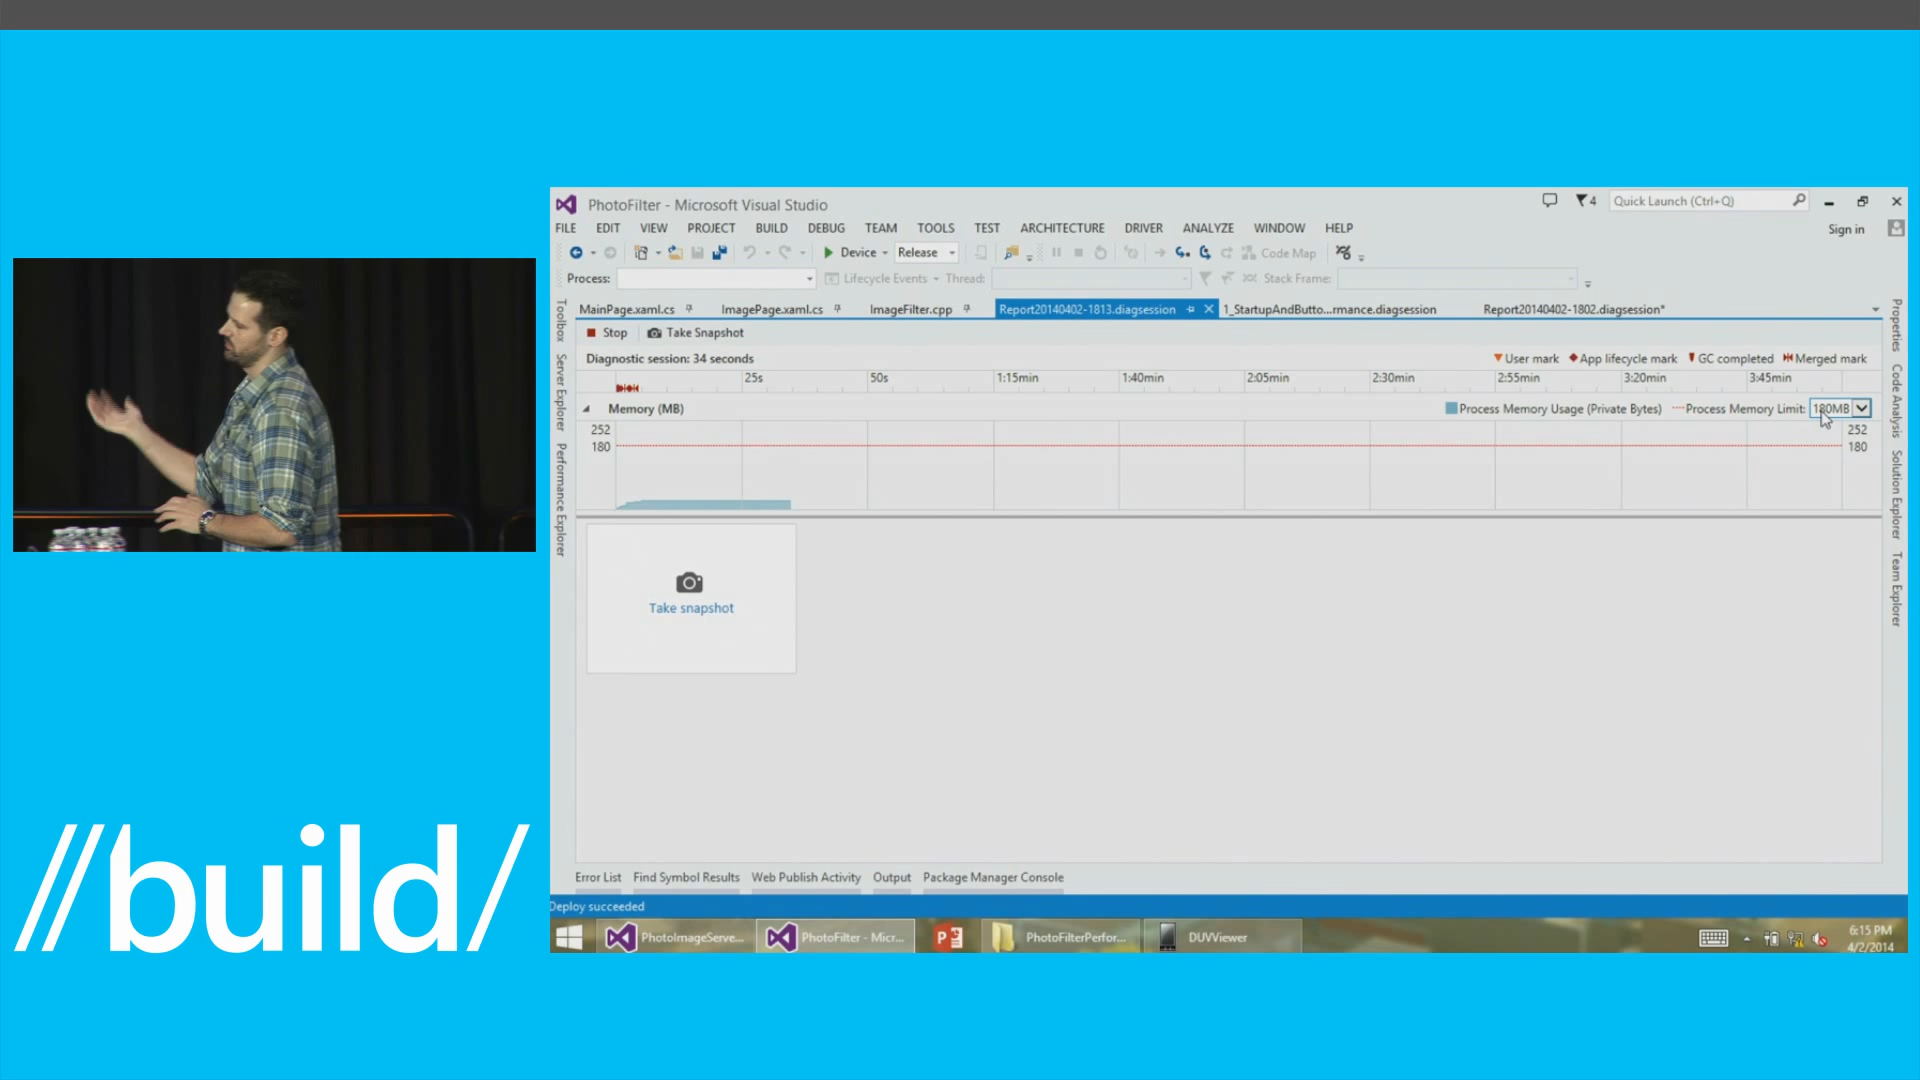 PhotoFilter - Microsoft Visual Studio
4
Quick Launch (Ctrl+Q)
FILE EDIT VIEW PROJECT BUILD DEBUG TEAM TOOLS TEST ARCHITECTURE DRIVER ANALYZE WINDOW HELP
Sign in
Device Release Code Map
Process: Lifecycle Events Thread: Stack Frame:
MainPage.xaml.cs ImagePage.xaml.cs ImageFilter.cpp Report20140402-1813.diagsession 1_StartupAndButto...rmance.diagsession Report20140402-1802.diagsession*
Stop Take Snapshot
Diagnostic session: 34 seconds
User mark App lifecycle mark GC completed Merged mark
25s 50s 1:15min 1:40min 2:05min 2:30min 2:55min 3:20min 3:45min
Memory (MB)
Process Memory Usage (Private Bytes) Process Memory Limit: 180MB
252 252
180 180
Take snapshot
Toolbox
Server Explorer
Performance Explorer
Properties
Code Analysis
Solution Explorer
Team Explorer
Error List Find Symbol Results Web Publish Activity Output Package Manager Console
Deploy succeeded
PhotoImageServe... PhotoFilter - Micr... PhotoFilterPerfor... DUVViewer
6:15 PM
4/2/2014
//build/